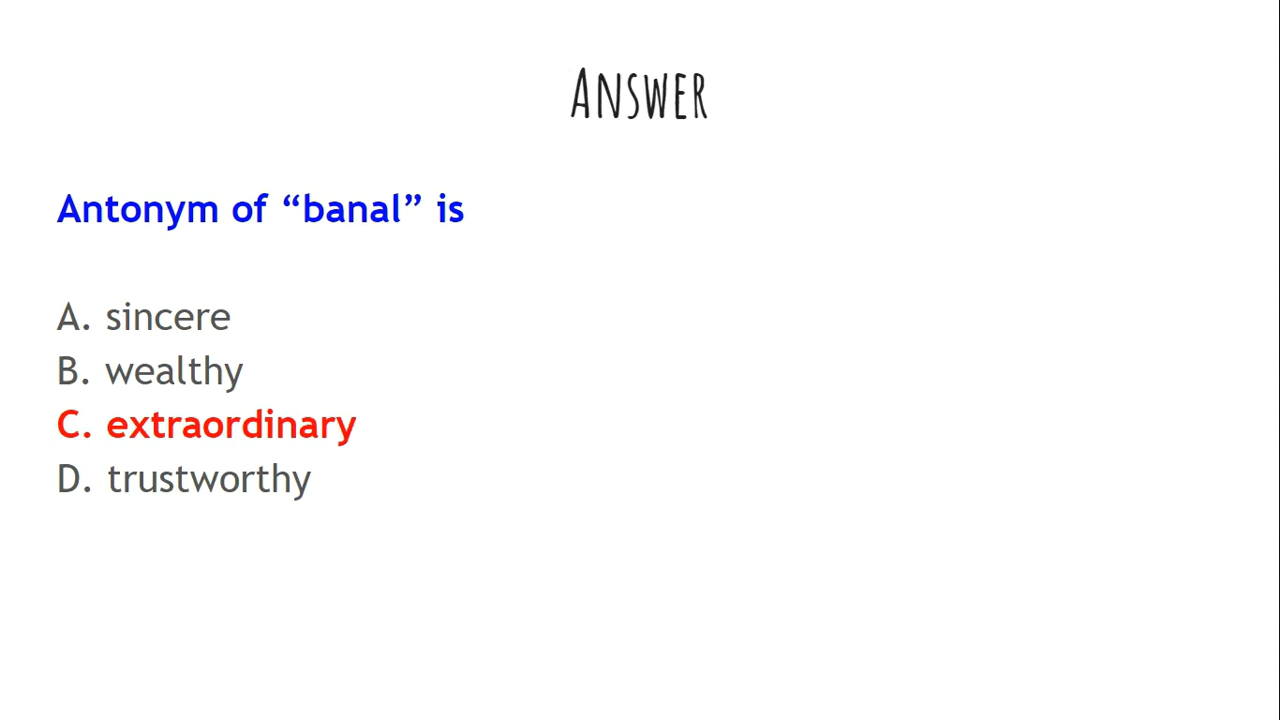 ANSWER
Antonym of “banal” is
A. sincere
B. wealthy
C. extraordinary
D. trustworthy